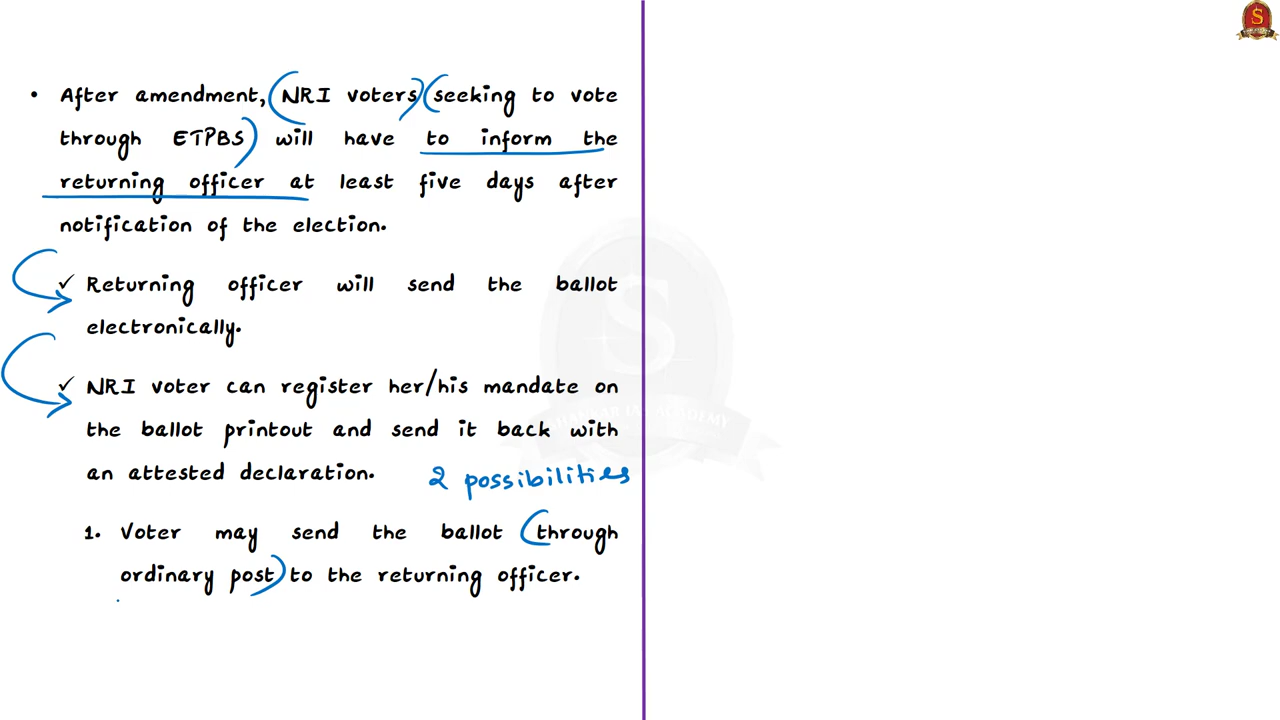 • After amendment, NRI voters seeking to vote
through ETPBS will have to inform the
returning officer at least five days after
notification of the election.
✓ Returning officer will send the ballot
electronically.
✓ NRI voter can register her/his mandate on
the ballot printout and send it back with
an attested declaration.
2 possibilities
1. Voter may send the ballot through
ordinary post to the returning officer.